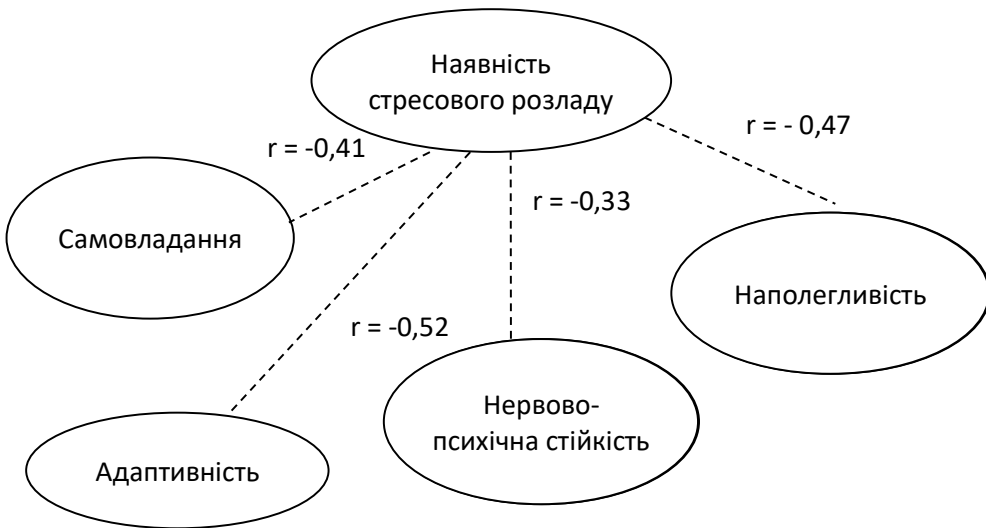 Наявність
стресового розладу
r = - 0,47
r = -0,41
r = -0,33
Самовладання
Наполегливість
r = -0,52
Нервово-
психічна стійкість
Адаптивність